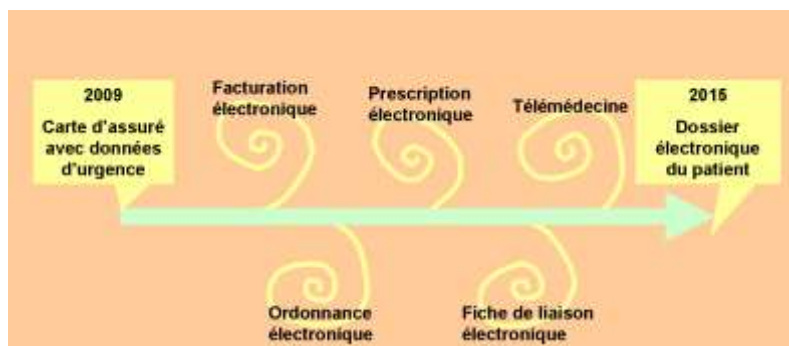 2009
Carte d'assuré
avec données
d'urgence
Facturation
électronique
Prescription
électronique
Télémédecine
2015
Dossier
électronique
du patient
Ordonnance
électronique
Fiche de liaison
électronique